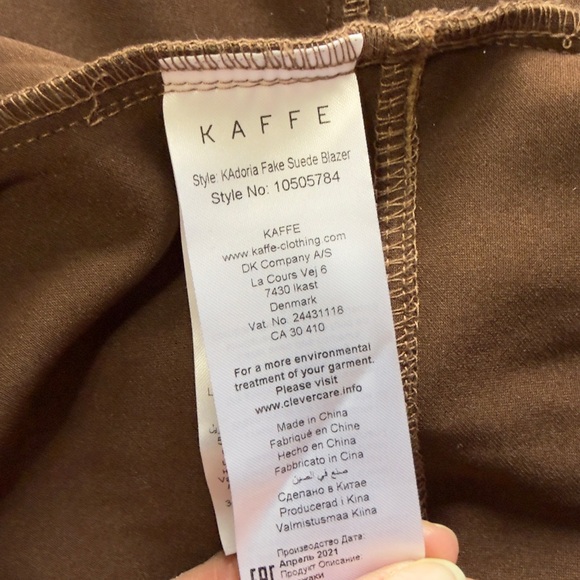 KAFFE
Style: KAdoria Fake Suede Blazer
Style No: 10505784
KAFFE
www.kaffe-clothing.com
DK Company A/S
La Cours Vej 6
7430 Ikast
Denmark
Vat. No. 24431118
CA 30 410
For a more environmental
treatment of your garment.
Please visit
www.clevercare.info
Made in China
Fabriqué en Chine
Hecho en China
Fabbricato in Cina
صنع في الصين
Сделано в Китае
Producerad i Kina
Valmistusmaa Kiina
Производство Дата:
Апрель 2021
Продукт Описание: